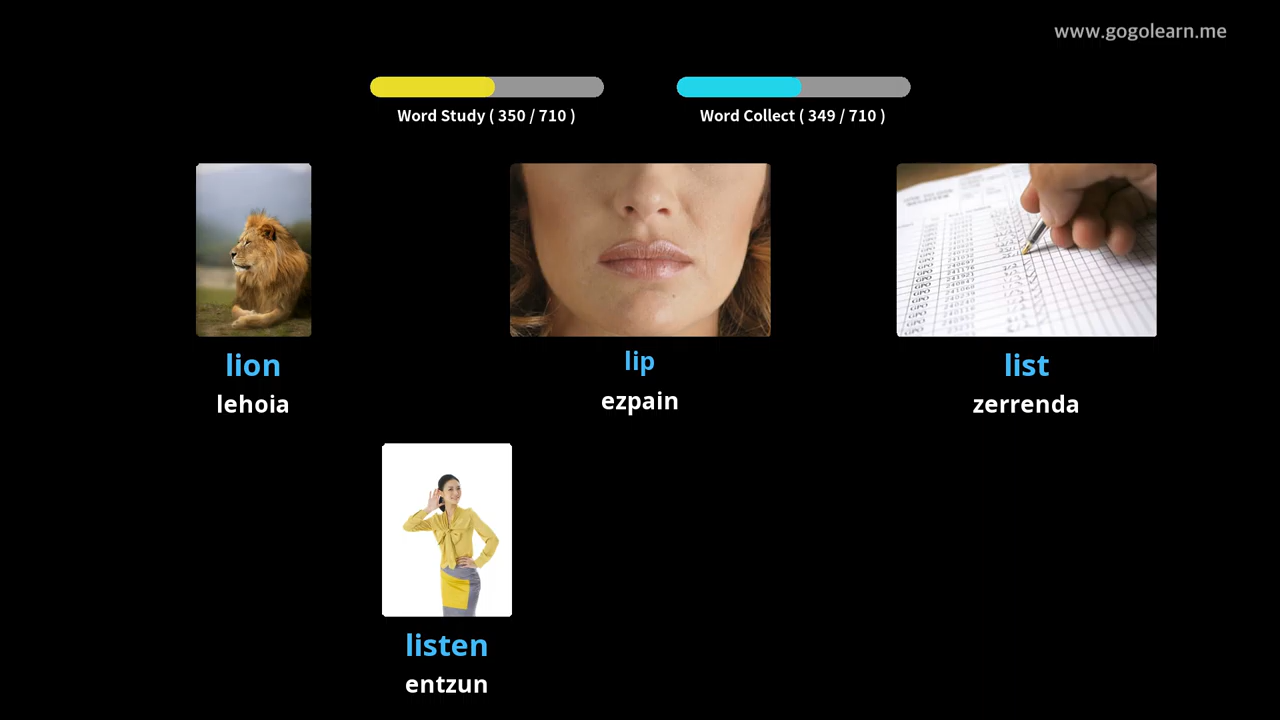 www.gogolearn.me
Word Study ( 350 / 710 )
Word Collect ( 349 / 710 )
lion
lehoia
lip
ezpain
list
zerrenda
listen
entzun